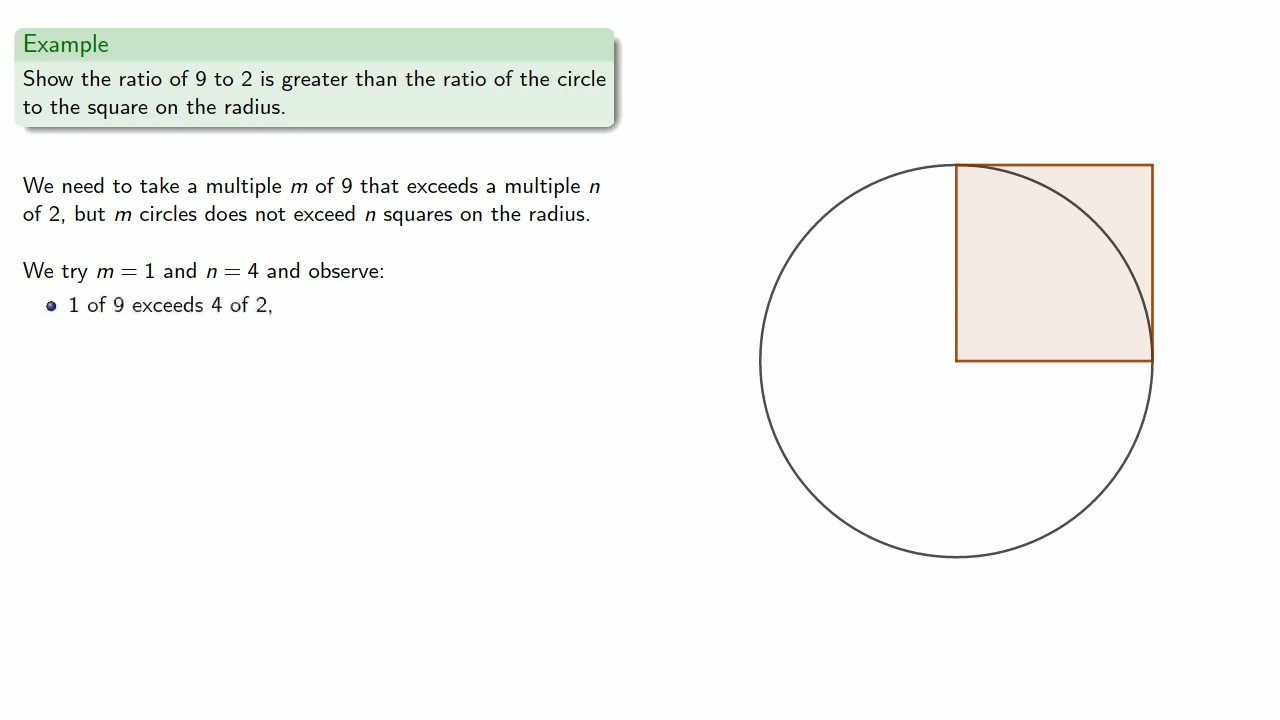 Example
Show the ratio of 9 to 2 is greater than the ratio of the circle
to the square on the radius.
We need to take a multiple m of 9 that exceeds a multiple n
of 2, but m circles does not exceed n squares on the radius.
We try m = 1 and n = 4 and observe:
1 of 9 exceeds 4 of 2,